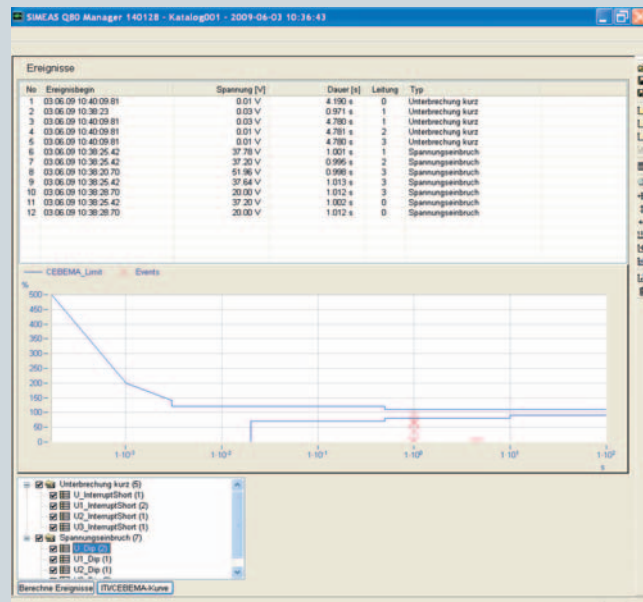 SIMEAS Q80 Manager 140128 - Katalog001 - 2009-06-03 10:36:43
Ereignisse
No Ereignisbegin Spannung [V] Dauer [s] Leitung Typ
1 03.06.09 10:40:09.81 0.01 V 4.190 s 0 Unterbrechung kurz
2 03.06.09 10:38:23 0.03 V 0.971 s 1 Unterbrechung kurz
3 03.06.09 10:40:09.81 0.03 V 4.780 s 1 Unterbrechung kurz
4 03.06.09 10:40:09.81 0.01 V 4.781 s 2 Unterbrechung kurz
5 03.06.09 10:40:09.81 0.01 V 4.780 s 3 Unterbrechung kurz
6 03.06.09 10:38:25.42 37.78 V 1.001 s 1 Spannungseinbruch
7 03.06.09 10:38:25.42 37.20 V 0.995 s 2 Spannungseinbruch
8 03.06.09 10:38:20.70 51.96 V 0.998 s 3 Spannungseinbruch
9 03.06.09 10:38:25.42 37.64 V 1.013 s 3 Spannungseinbruch
10 03.06.09 10:38:28.70 20.00 V 1.012 s 3 Spannungseinbruch
11 03.06.09 10:38:25.42 37.20 V 1.002 s 0 Spannungseinbruch
12 03.06.09 10:38:28.70 20.00 V 1.012 s 0 Spannungseinbruch
CEBEMA_Limit Events
%
500
450
400
350
300
250
200
150
100
50
0
1·10⁻³ 1·10⁻² 1·10⁻¹ 1·10⁰ 1·10¹ 1·10²
s
Unterbrechung kurz (5)
U_InterruptShort (1)
U1_InterruptShort (2)
U2_InterruptShort (1)
U3_InterruptShort (1)
Spannungseinbruch (7)
U_Dip (2)
U1_Dip (1)
U2_Dip (1)
Berechne Ereignisse ITI/CEBEMA-Kurve